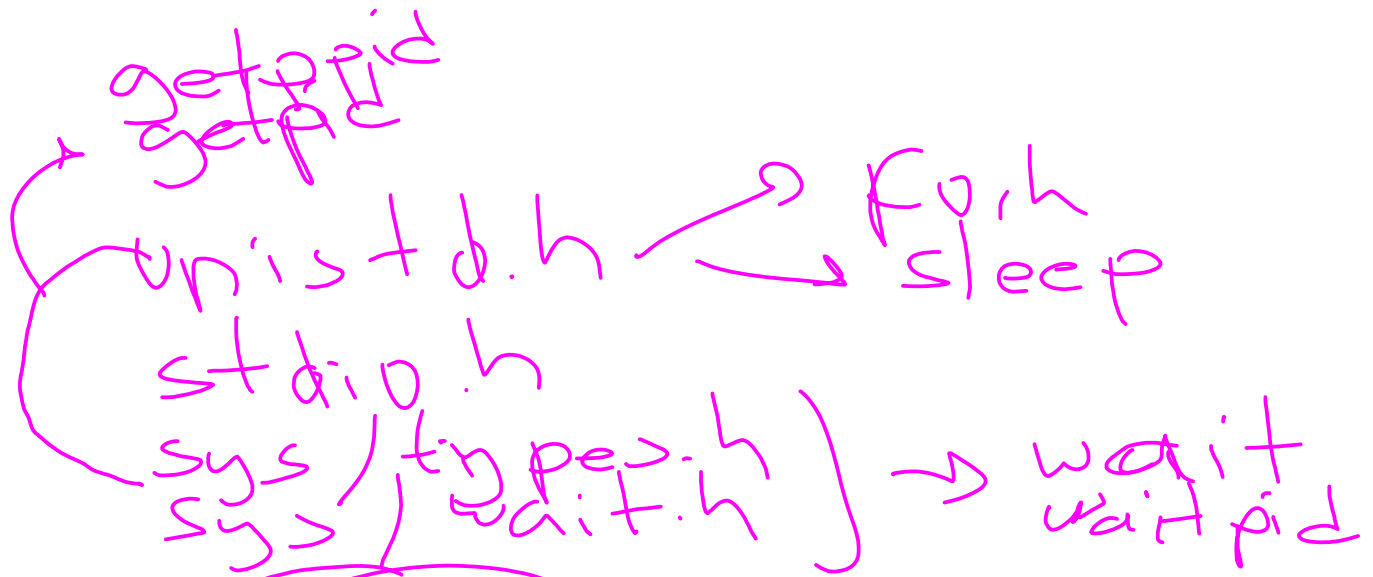 getppid
getpid
unistd.h
fork
sleep
stdio.h
sys/types.h
sys/wait.h
wait
waitpid